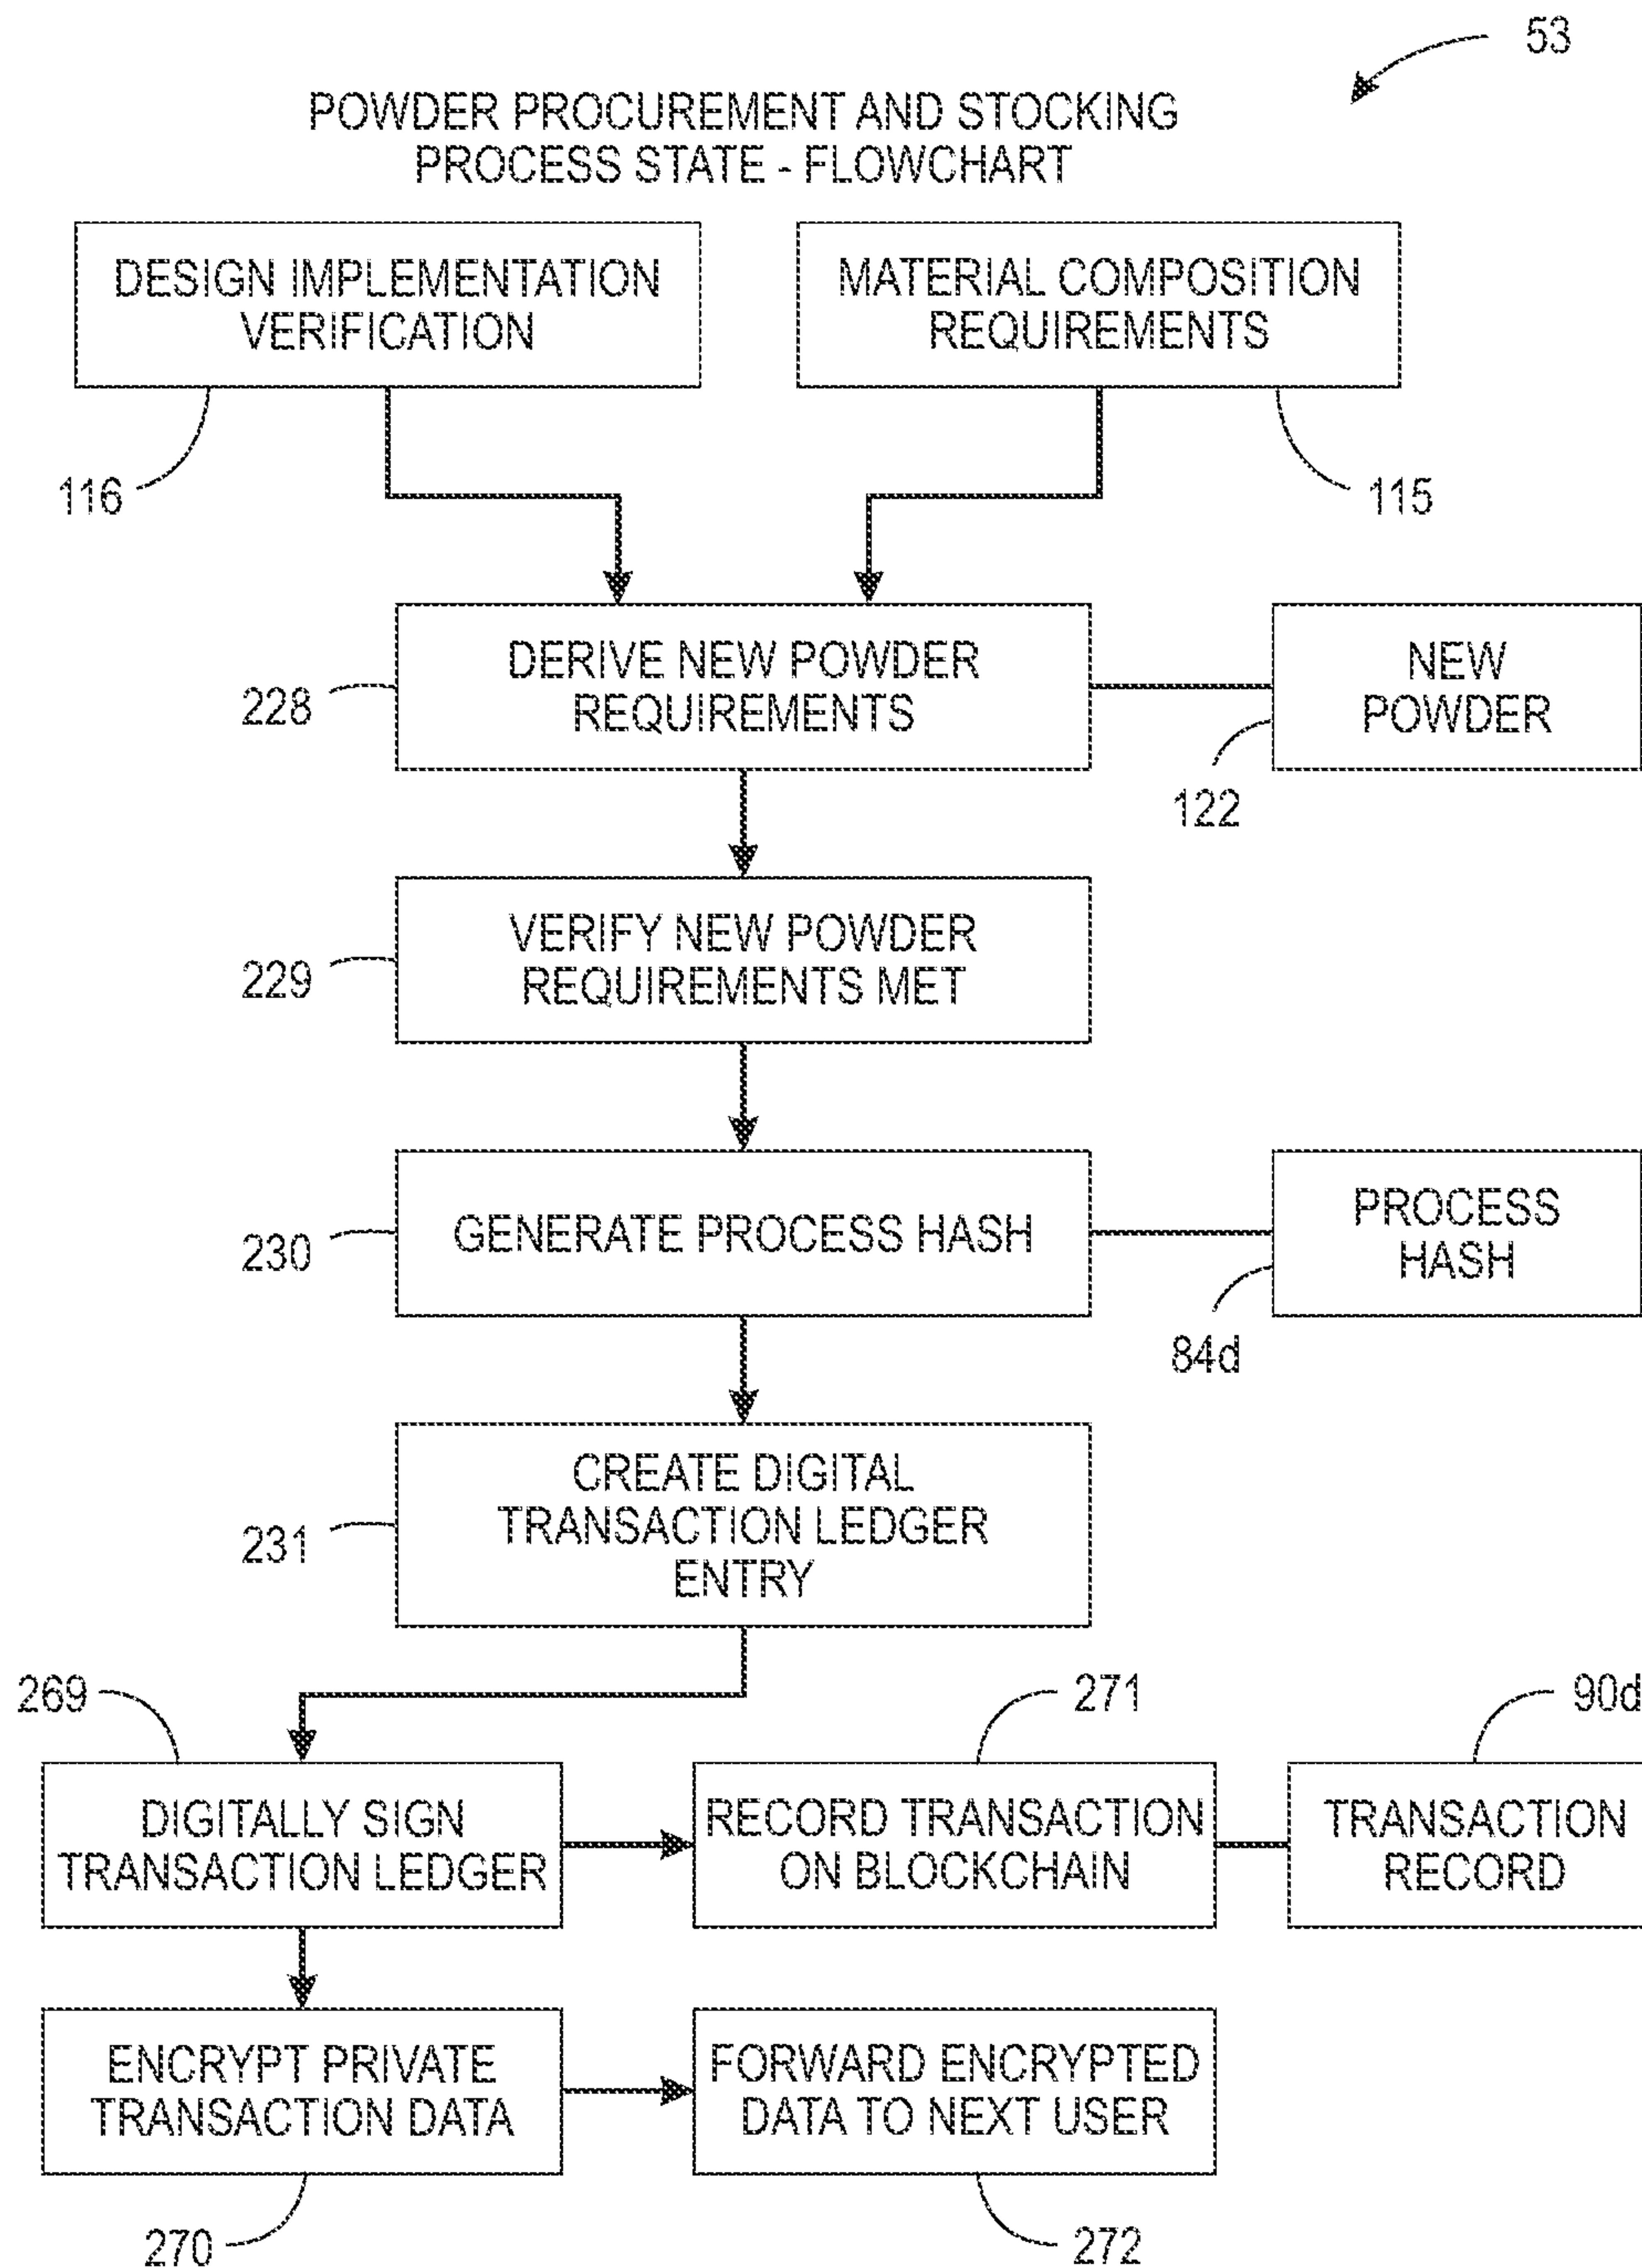 53
POWDER PROCUREMENT AND STOCKING
PROCESS STATE - FLOWCHART
DESIGN IMPLEMENTATION
VERIFICATION
MATERIAL COMPOSITION
REQUIREMENTS
116
115
DERIVE NEW POWDER
REQUIREMENTS
NEW
POWDER
228
122
VERIFY NEW POWDER
REQUIREMENTS MET
229
GENERATE PROCESS HASH
PROCESS
HASH
230
84d
CREATE DIGITAL
TRANSACTION LEDGER
ENTRY
231
269
271
90d
DIGITALLY SIGN
TRANSACTION LEDGER
RECORD TRANSACTION
ON BLOCKCHAIN
TRANSACTION
RECORD
ENCRYPT PRIVATE
TRANSACTION DATA
FORWARD ENCRYPTED
DATA TO NEXT USER
270
272